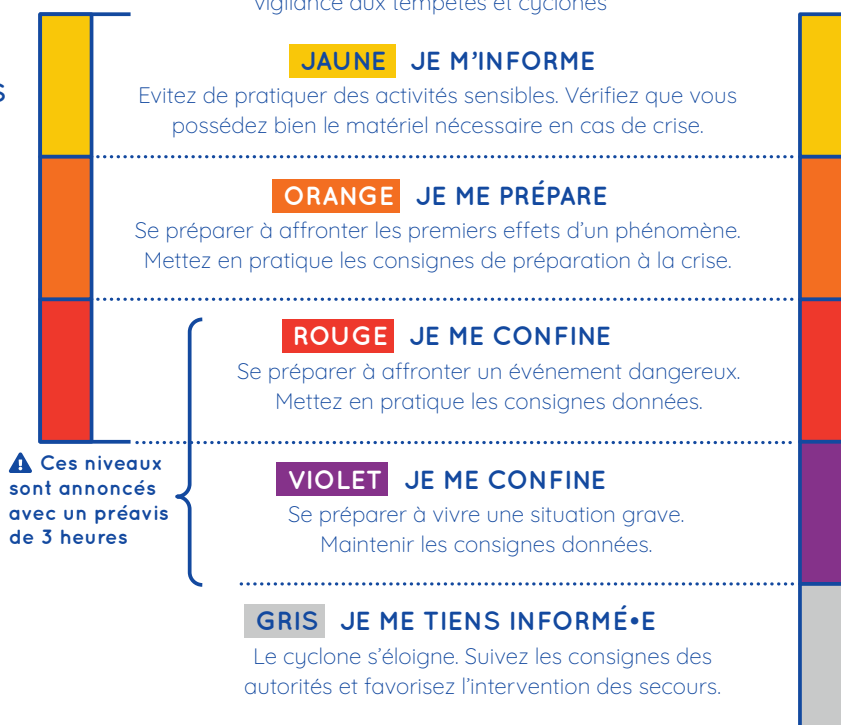 vigilance aux tempêtes et cyclones
S
JAUNE JE M'INFORME
Evitez de pratiquer des activités sensibles. Vérifiez que vous
possédez bien le matériel nécessaire en cas de crise.
ORANGE JE ME PRÉPARE
Se préparer à affronter les premiers effets d'un phénomène.
Mettez en pratique les consignes de préparation à la crise.
ROUGE JE ME CONFINE
Se préparer à affronter un événement dangereux.
Mettez en pratique les consignes données.
Ces niveaux
sont annoncés
avec un préavis
de 3 heures
VIOLET JE ME CONFINE
Se préparer à vivre une situation grave.
Maintenir les consignes données.
GRIS JE ME TIENS INFORMÉ•E
Le cyclone s'éloigne. Suivez les consignes des
autorités et favorisez l'intervention des secours.